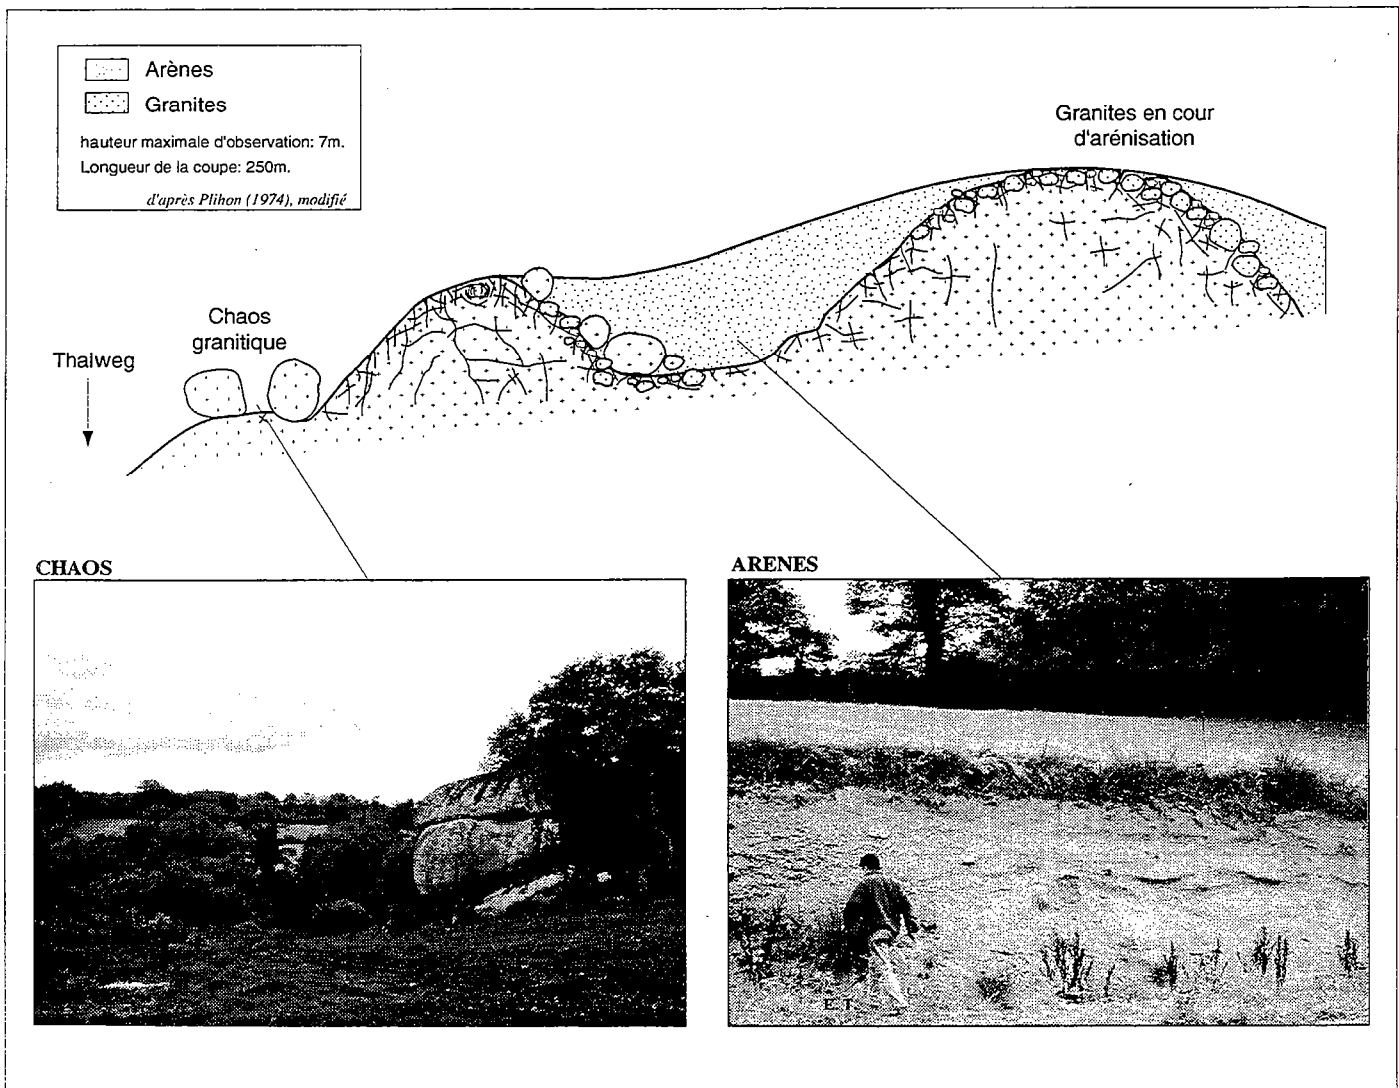 Arènes
Granites
hauteur maximale d'observation: 7m.
Longueur de la coupe: 250m.
d'après Plihon (1974), modifié
Granites en cour
d'arénisation
Chaos
granitique
Thalweg
CHAOS
ARENES
E.T.